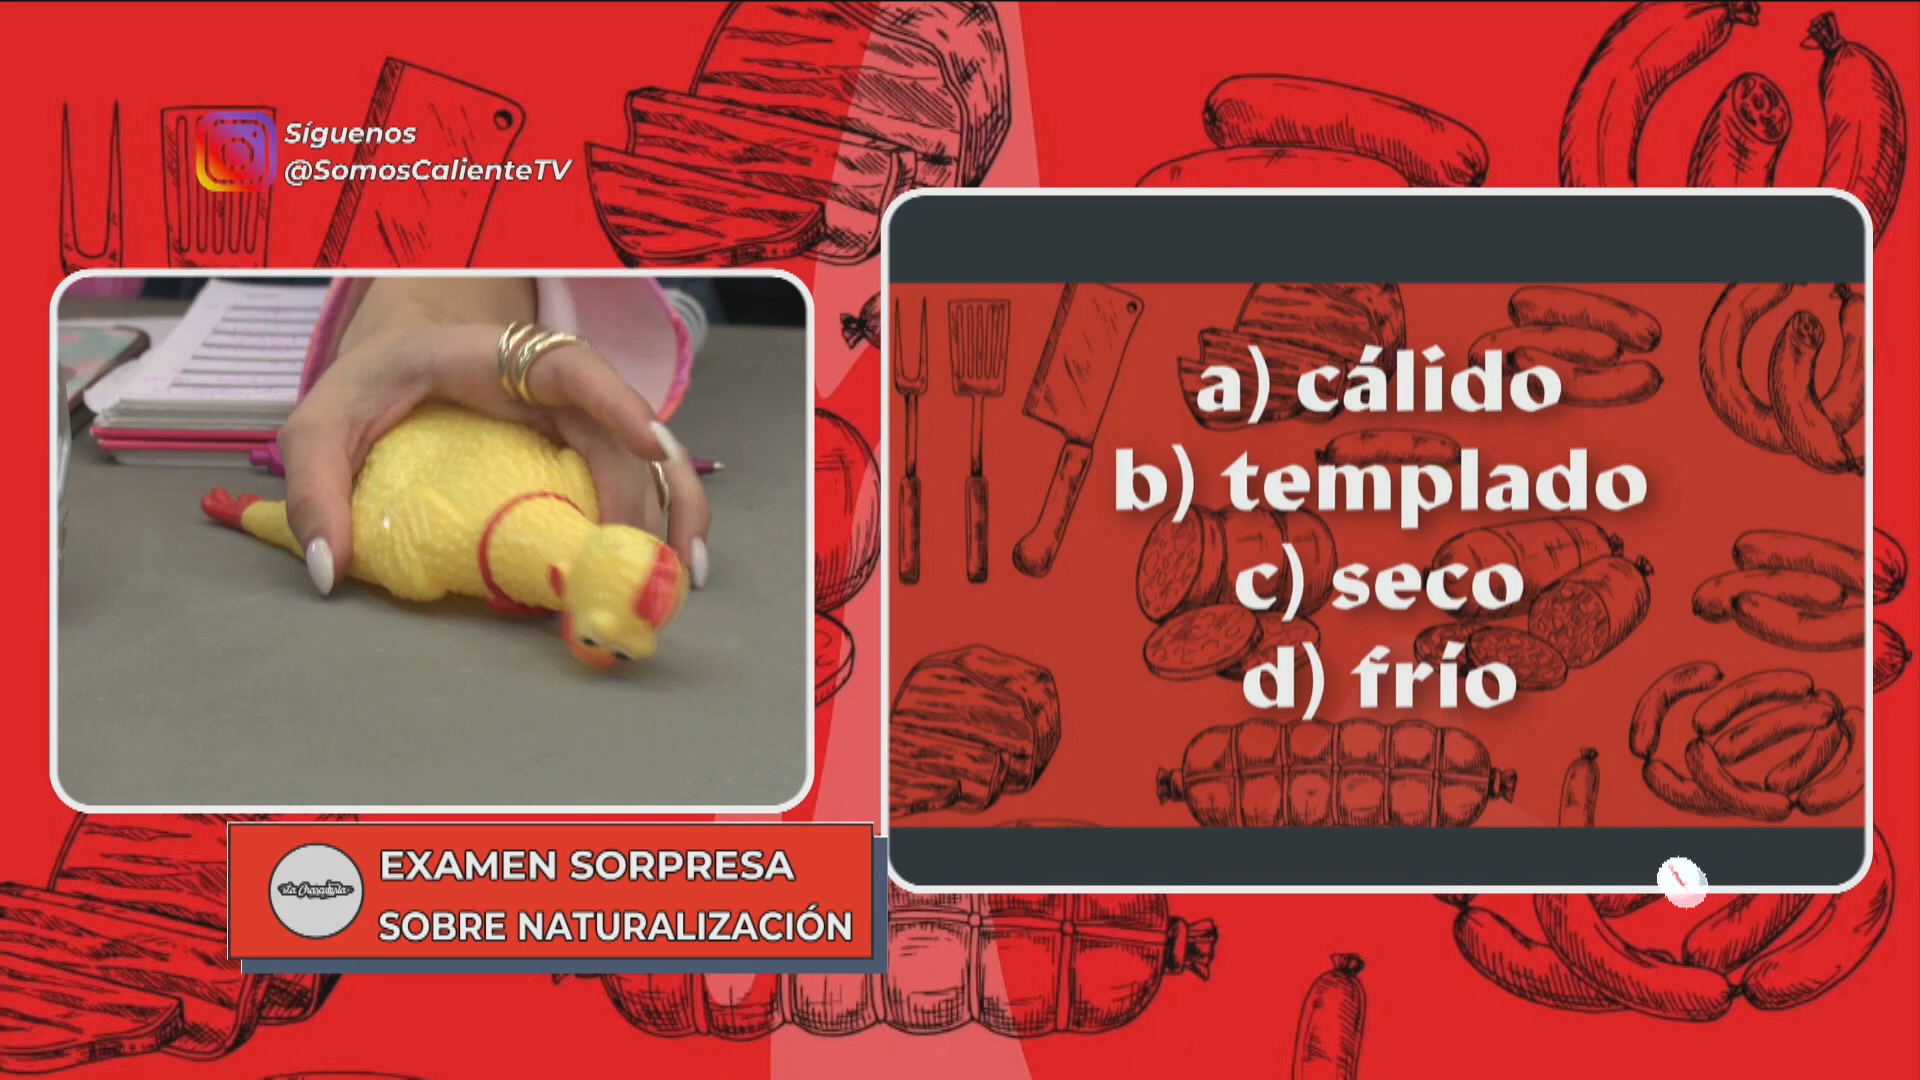 Síguenos
@SomosCalienteTV
a) cálido
b) templado
c) seco
d) frío
EXAMEN SORPRESA
SOBRE NATURALIZACIÓN